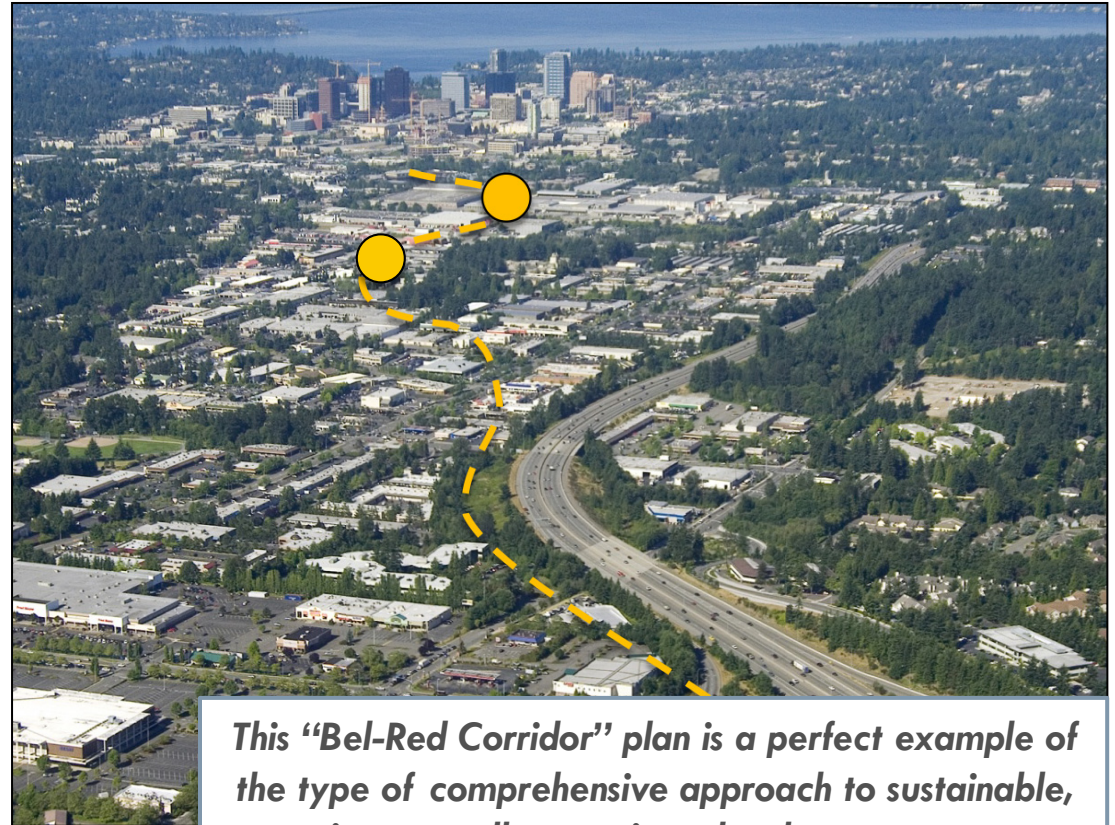 This “Bel-Red Corridor” plan is a perfect example of
the type of comprehensive approach to sustainable,